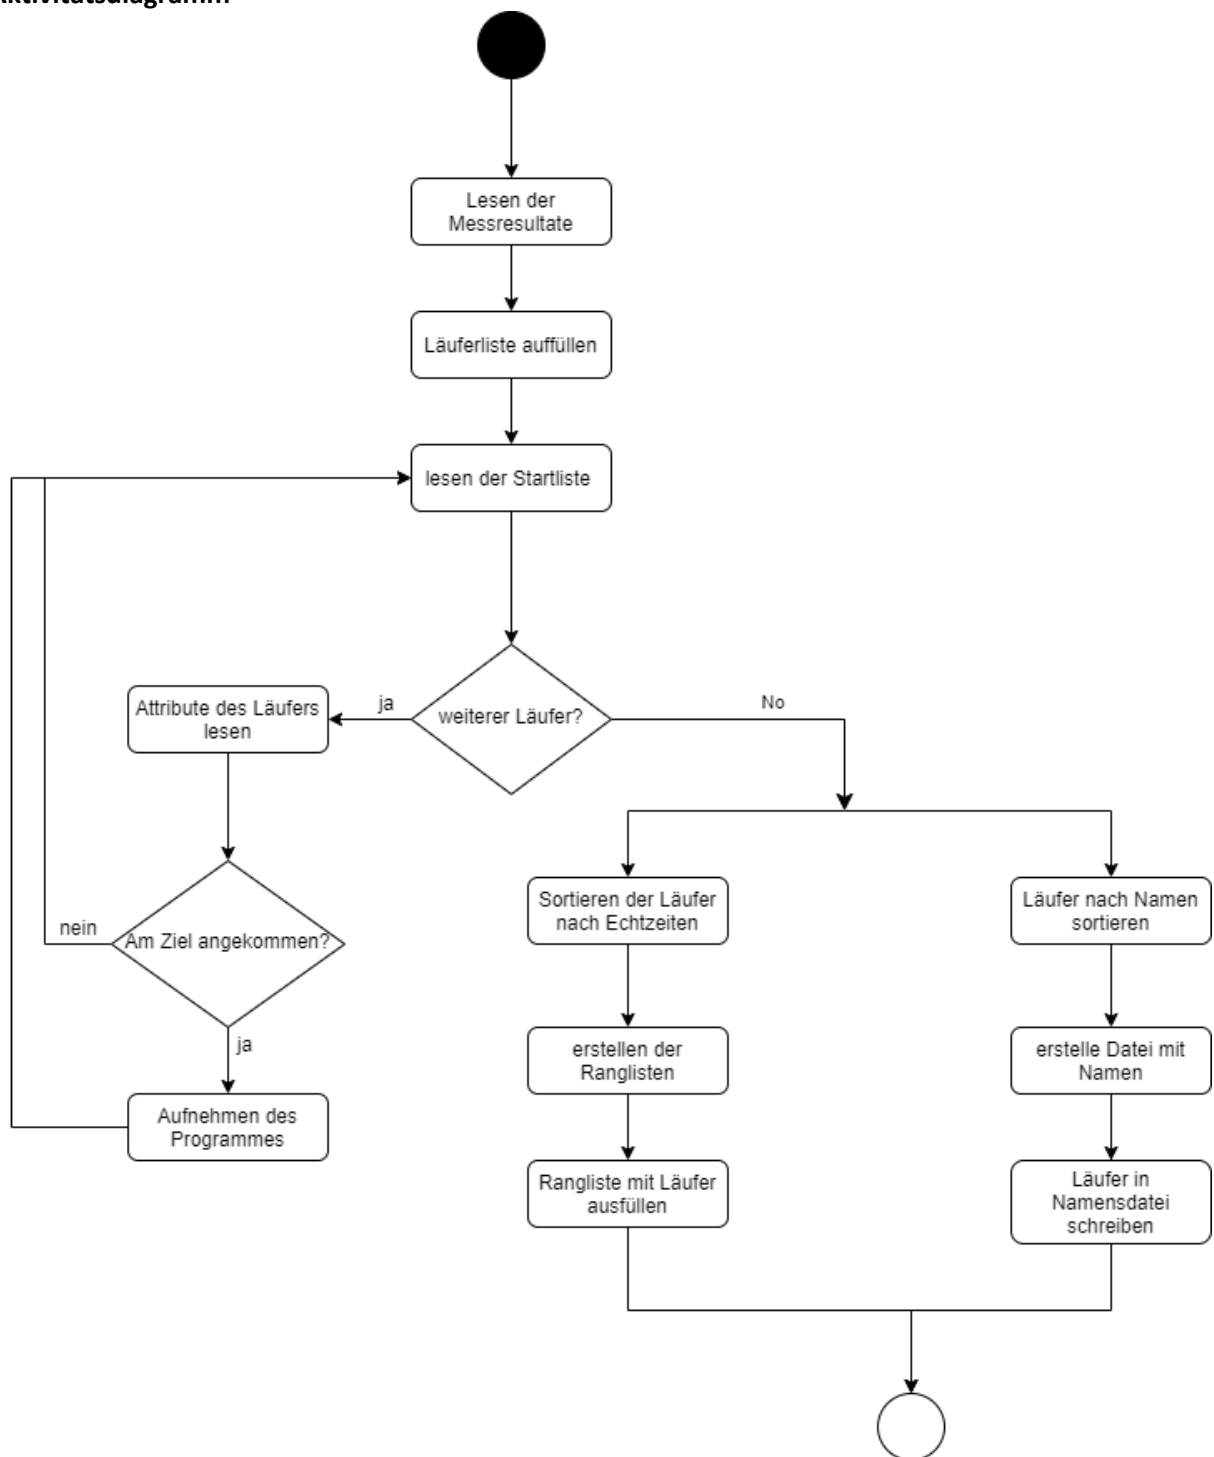 Aktivitätsdiagramm
Lesen der
Messresultate
Läuferliste auffüllen
lesen der Startliste
weiterer Läufer?
ja
No
Attribute des Läufers
lesen
Am Ziel angekommen?
nein
ja
Aufnehmen des
Programmes
Sortieren der Läufer
nach Echtzeiten
erstellen der
Ranglisten
Rangliste mit Läufer
ausfüllen
Läufer nach Namen
sortieren
erstelle Datei mit
Namen
Läufer in
Namensdatei
schreiben